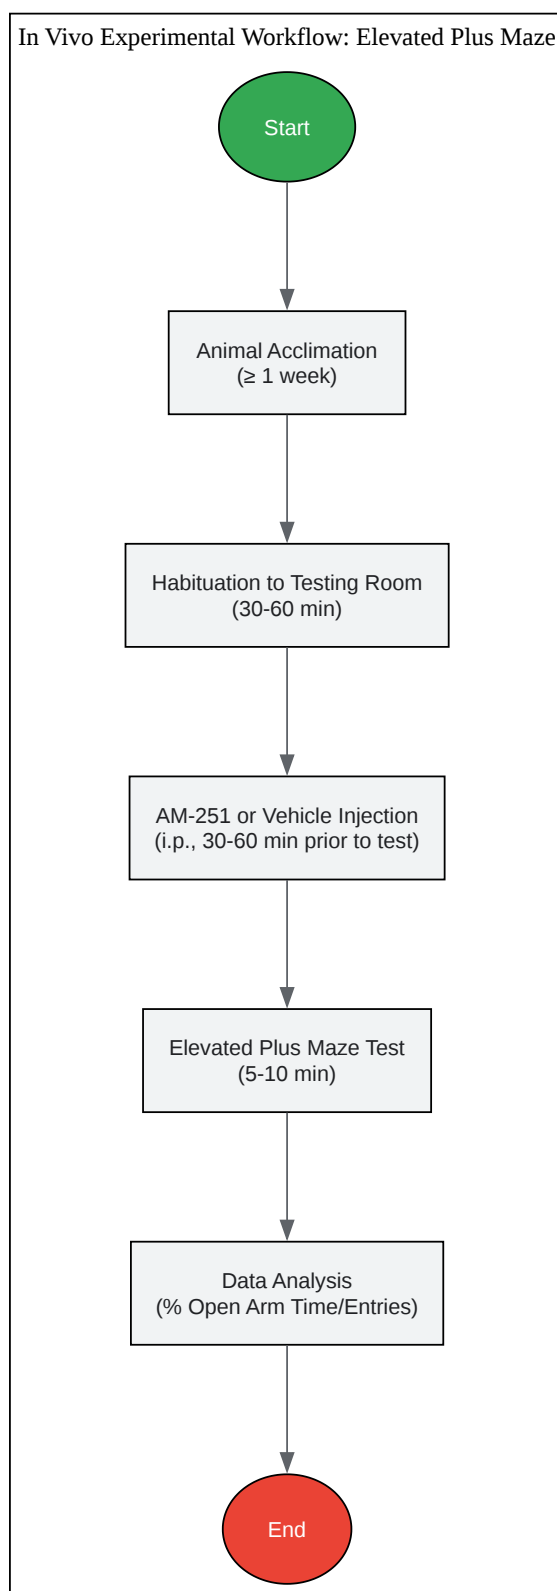 In Vivo Experimental Workflow: Elevated Plus Maze
Start
Animal Acclimation
(≥ 1 week)
Habituation to Testing Room
(30-60 min)
AM-251 or Vehicle Injection
(i.p., 30-60 min prior to test)
Elevated Plus Maze Test
(5-10 min)
Data Analysis
(% Open Arm Time/Entries)
End